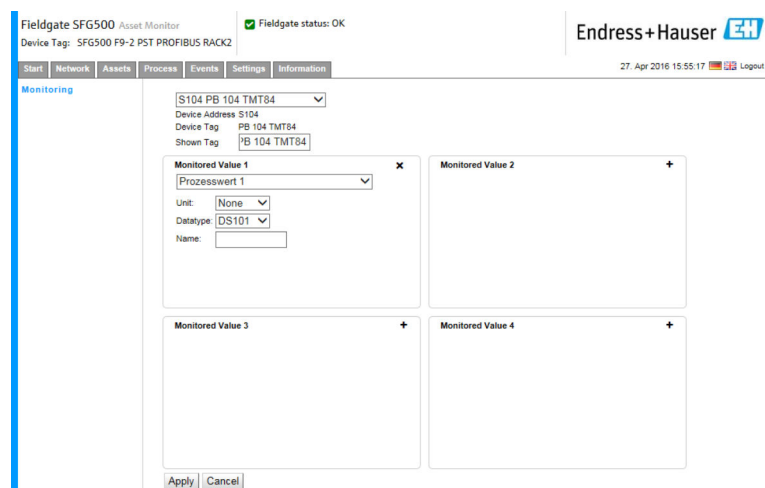 Fieldgate SFG500 Asset Monitor
Device Tag: SFG500 F9-2 PST PROFIBUS RACK2
Fieldgate status: OK
Endress+Hauser EH
Start Network Assets Process Events Settings Information
27. Apr 2016 15:55:17 Logout
Monitoring
S104 PB 104 TMT84
Device Address S104
Device Tag PB 104 TMT84
Shown Tag PB 104 TMT84
Monitored Value 1
Prozesswert 1
Unit: None
Datatype: DS101
Name:
Monitored Value 2 +
Monitored Value 3 +
Monitored Value 4 +
Apply Cancel